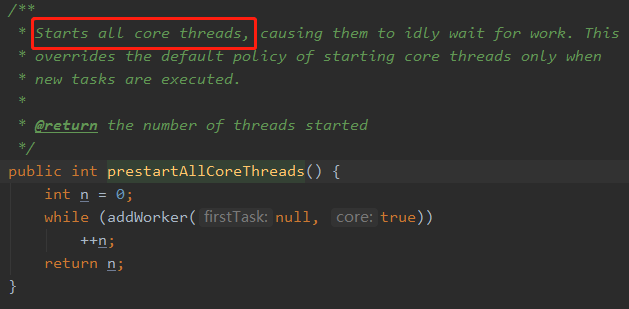 /**
* Starts all core threads, causing them to idly wait for work. This
* overrides the default policy of starting core threads only when
* new tasks are executed.
*
* @return the number of threads started
*/
public int prestartAllCoreThreads() {
int n = 0;
while (addWorker( firstTask: null, core: true))
++n;
return n;
}